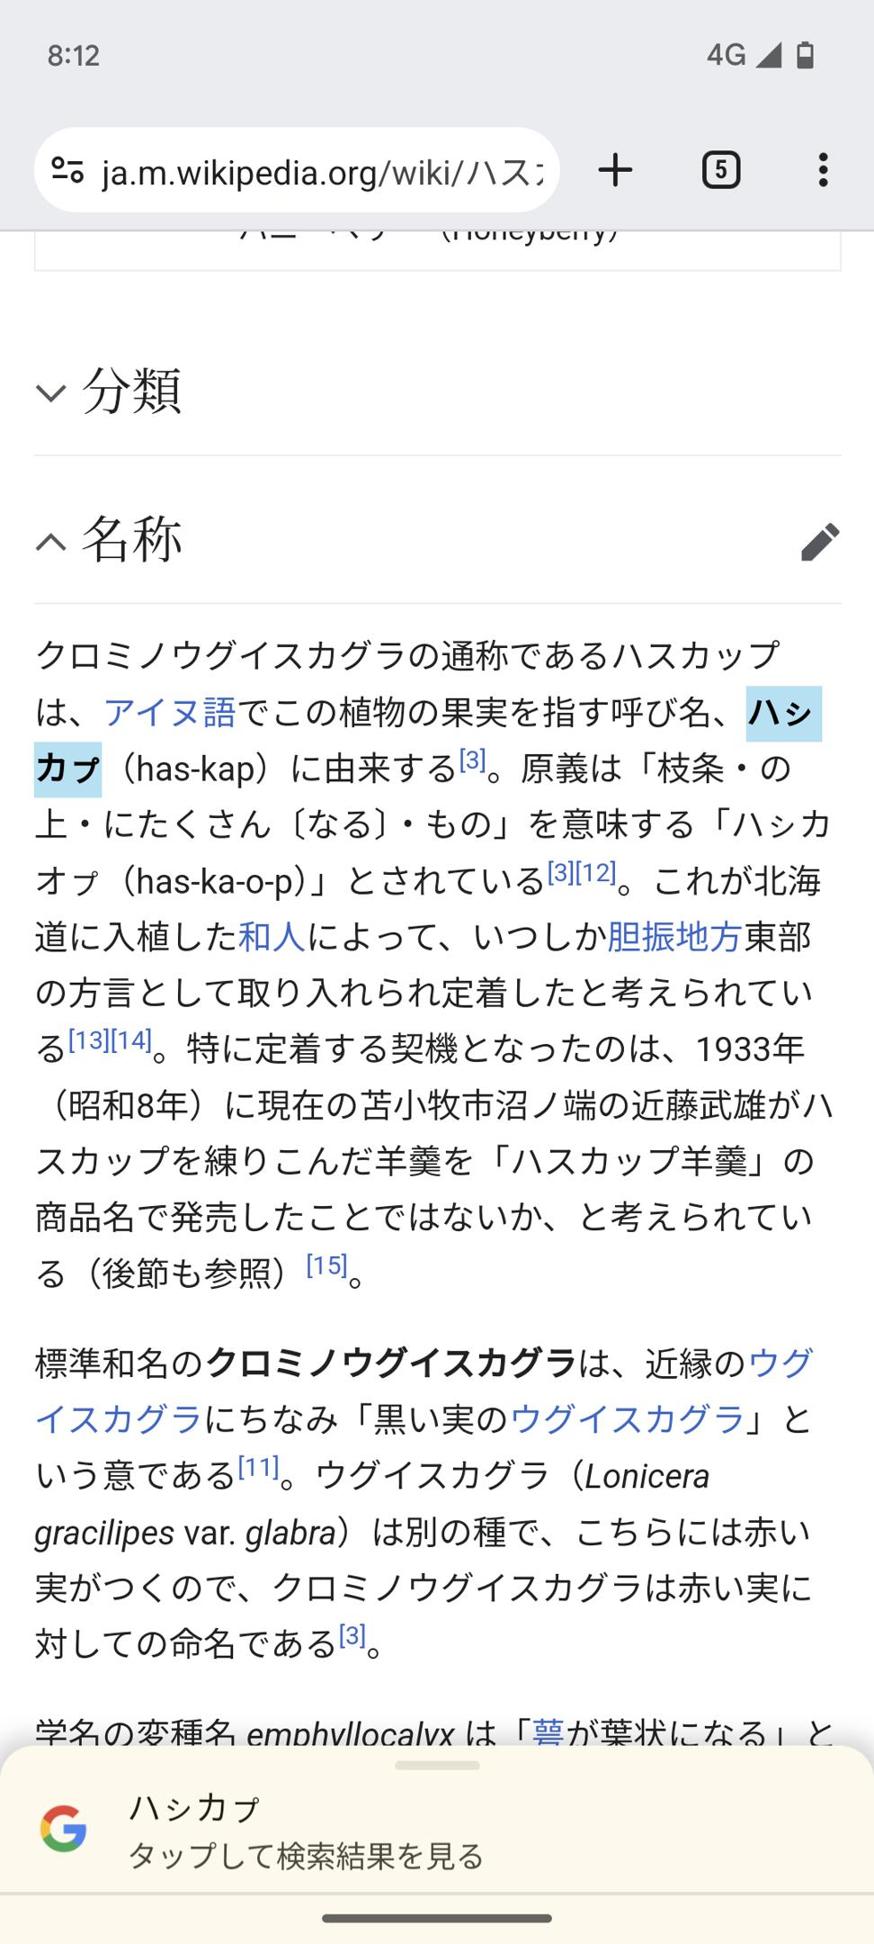 8:12
4G
ja.m.wikipedia.org/wiki/ハス
5
(Honeyberry)
分類
名称
クロミノウグイスカグラの通称であるハスカップ
は、アイヌ語でこの植物の果実を指す呼び名、ハㇱ
カㇷ゚（has-kap）に由来する[3]。原義は「枝条・の
上・にたくさん〔なる〕・もの」を意味する「ハㇱカ
オㇷ゚（has-ka-o-p）」とされている[3][12]。これが北海
道に入植した和人によって、いつしか胆振地方東部
の方言として取り入れられ定着したと考えられてい
る[13][14]。特に定着する契機となったのは、1933年
（昭和8年）に現在の苫小牧市沼ノ端の近藤武雄がハ
スカップを練りこんだ羊羹を「ハスカップ羊羹」の
商品名で発売したことではないか、と考えられてい
る（後節も参照）[15]。
標準和名のクロミノウグイスカグラは、近縁のウグ
イスカグラにちなみ「黒い実のウグイスカグラ」と
いう意である[11]。ウグイスカグラ（Lonicera
gracilipes var. glabra）は別の種で、こちらには赤い
実がつくので、クロミノウグイスカグラは赤い実に
対しての命名である[3]。
学名の変種名 emphyllocalyx は「萼が葉状になる」と
ハㇱカㇷ゚
タップして検索結果を見る